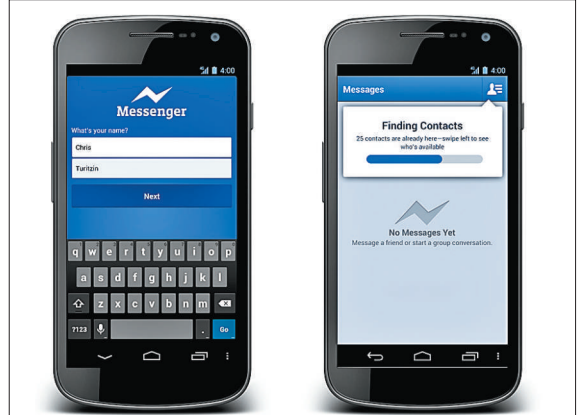 4:00
Messenger
What's your name?
Chris
Turitzin
Next
q w e r t y u i o p
a s d f g h j k l
z x c v b n m
?123 . Go
4:00
Messages
Finding Contacts
25 contacts are already here—swipe left to see
who's available
No Messages Yet
Message a friend or start a group conversation.